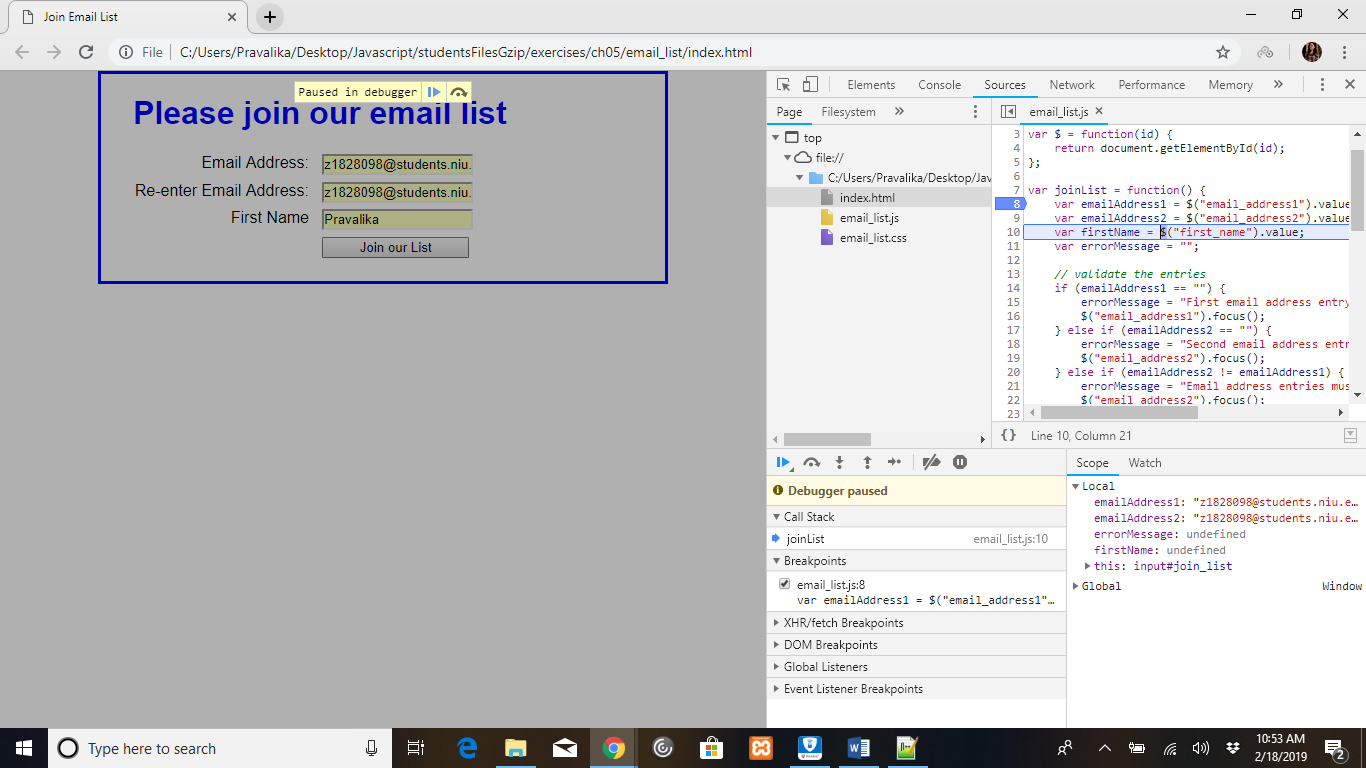 Join Email List
File | C:/Users/Pravalika/Desktop/Javascript/studentsFilesGzip/exercises/ch05/email_list/index.html
Paused in debugger
Please join our email list
Email Address: z1828098@students.niu.
Re-enter Email Address: z1828098@students.niu.
First Name Pravalika
Join our List
Elements Console Sources Network Performance Memory »
Page Filesystem »
top
file://
C:/Users/Pravalika/Desktop/Jav
index.html
email_list.js
email_list.css
email_list.js
3 var $ = function(id) {
4 return document.getElementById(id);
5 };
6
7 var joinList = function() {
8 var emailAddress1 = $("email_address1").value
9 var emailAddress2 = $("email_address2").value
10 var firstName = $("first_name").value;
11 var errorMessage = "";
12
13 // validate the entries
14 if (emailAddress1 == "") {
15 errorMessage = "First email address entry
16 $("email_address1").focus();
17 } else if (emailAddress2 == "") {
18 errorMessage = "Second email address entr
19 $("email_address2").focus();
20 } else if (emailAddress2 != emailAddress1) {
21 errorMessage = "Email address entries mus
22 $("email_address2").focus();
23
{} Line 10, Column 21
Debugger paused
Call Stack
joinList email_list.js:10
Breakpoints
email_list.js:8
var emailAddress1 = $("email_address1"…
XHR/fetch Breakpoints
DOM Breakpoints
Global Listeners
Event Listener Breakpoints
Scope Watch
Local
emailAddress1: "z1828098@students.niu.e…
emailAddress2: "z1828098@students.niu.e…
errorMessage: undefined
firstName: undefined
this: input#join_list
Global Window
Type here to search
10:53 AM
2/18/2019
2